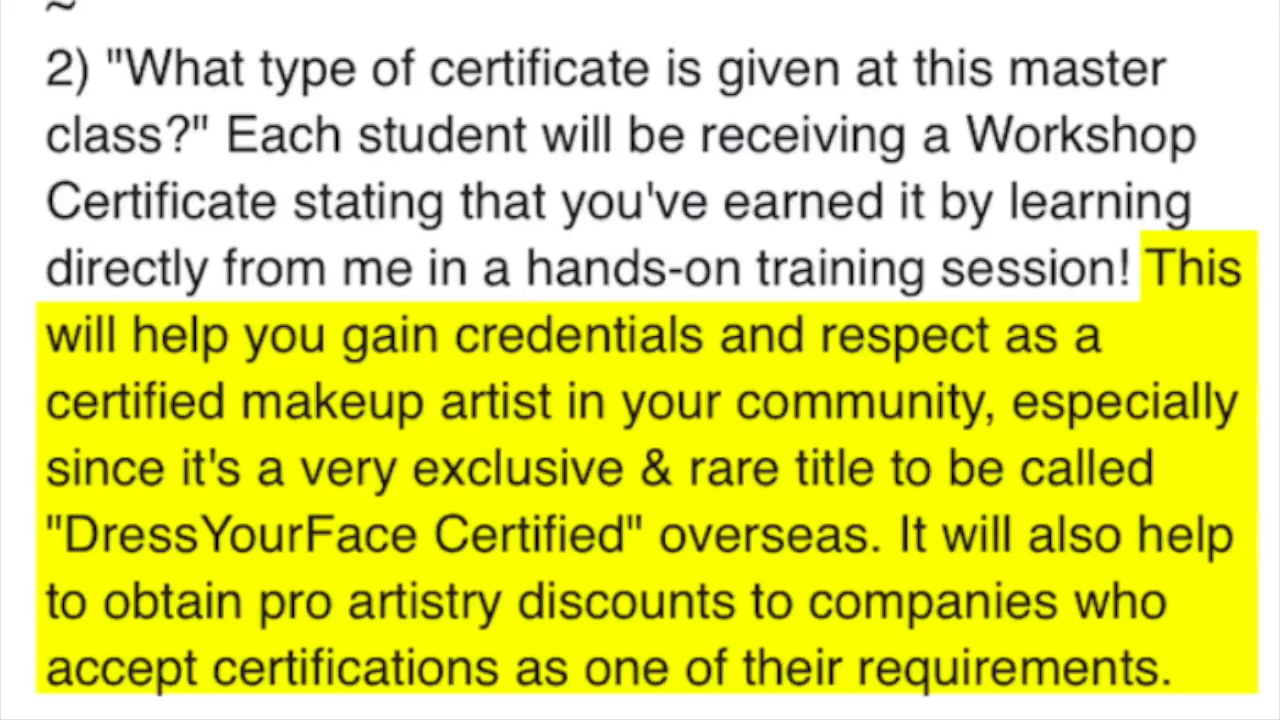 ~
2) "What type of certificate is given at this master
class?" Each student will be receiving a Workshop
Certificate stating that you've earned it by learning
directly from me in a hands-on training session! This
will help you gain credentials and respect as a
certified makeup artist in your community, especially
since it's a very exclusive & rare title to be called
"DressYourFace Certified" overseas. It will also help
to obtain pro artistry discounts to companies who
accept certifications as one of their requirements.